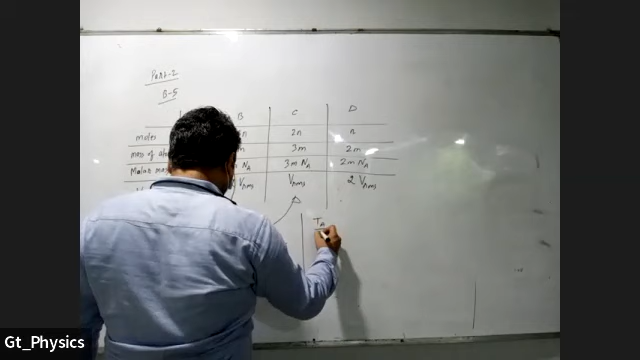 Part-2
B-5
B C D
moles 2n n
mass of 3m 2m
Molar NA 3m NA 2m NA
Vrms Vrms 2 Vrms
TA
Gt_Physics